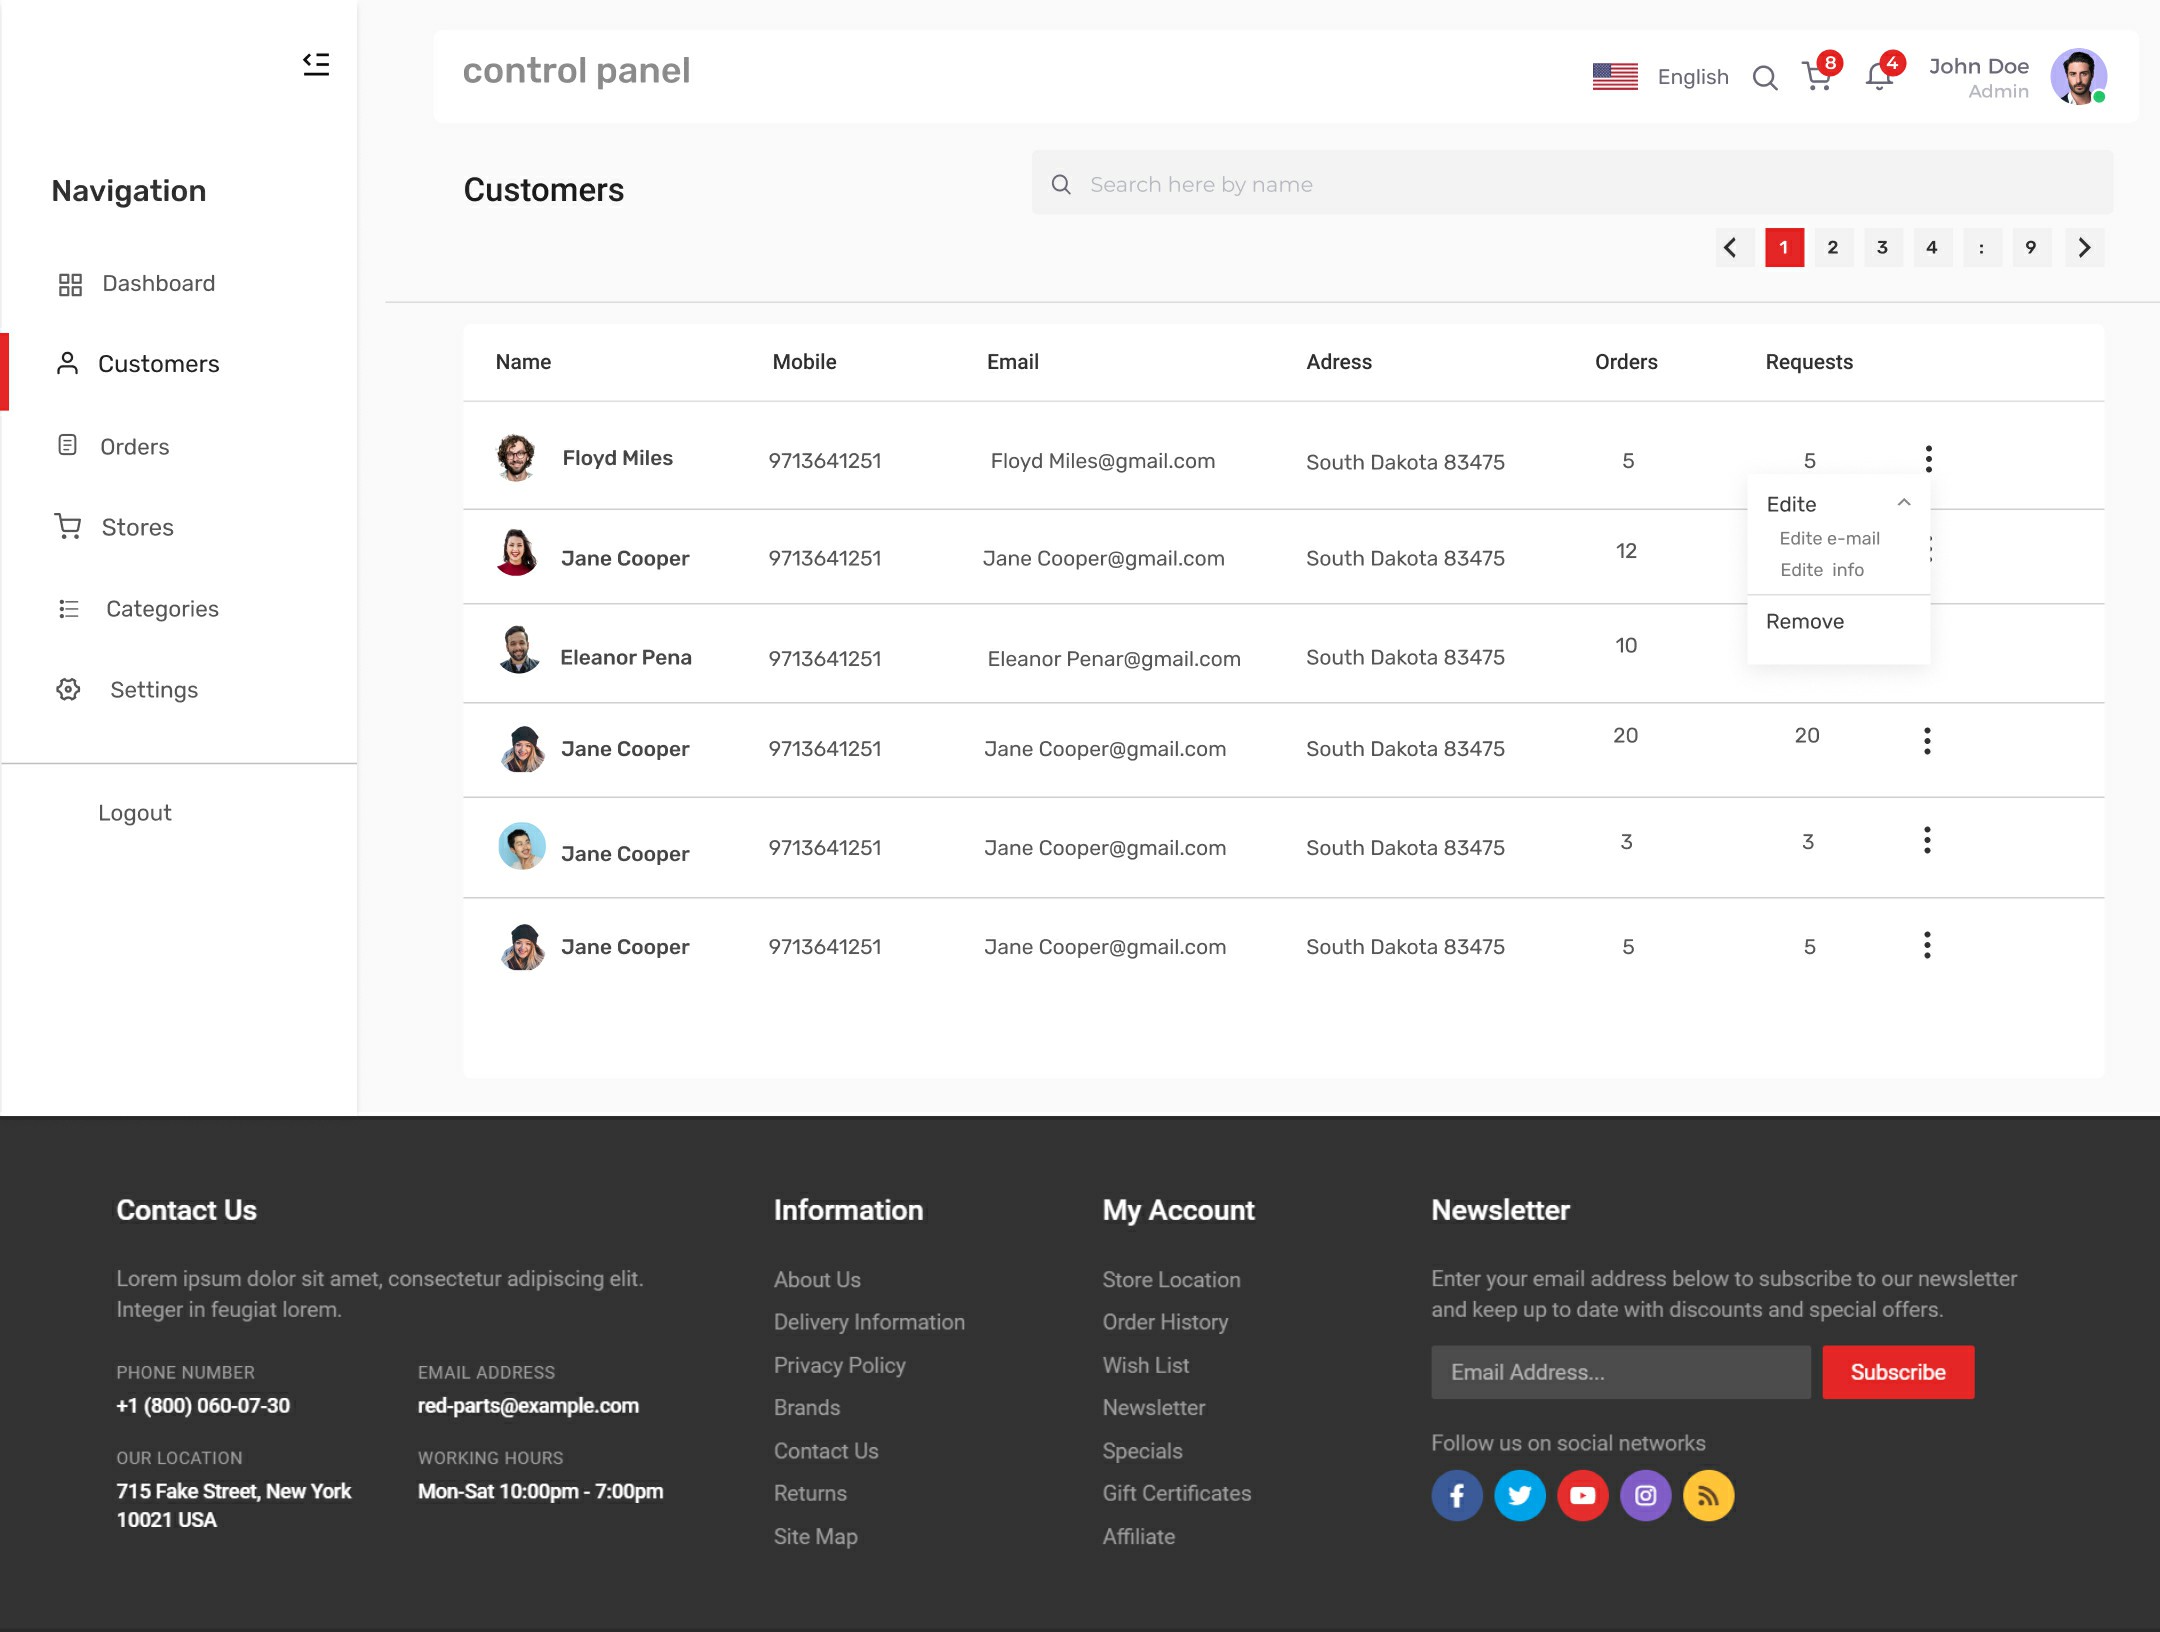 control panel
English
8
4
John Doe
Admin
Navigation
Dashboard
Customers
Orders
Stores
Categories
Settings
Logout
Customers
Search here by name
1 2 3 4 : 9
Name Mobile Email Adress Orders Requests
Floyd Miles 9713641251 Floyd Miles@gmail.com South Dakota 83475 5 5
Jane Cooper 9713641251 Jane Cooper@gmail.com South Dakota 83475 12
Eleanor Pena 9713641251 Eleanor Penar@gmail.com South Dakota 83475 10
Jane Cooper 9713641251 Jane Cooper@gmail.com South Dakota 83475 20 20
Jane Cooper 9713641251 Jane Cooper@gmail.com South Dakota 83475 3 3
Jane Cooper 9713641251 Jane Cooper@gmail.com South Dakota 83475 5 5
Edite
Edite e-mail
Edite info
Remove
Contact Us
Lorem ipsum dolor sit amet, consectetur adipiscing elit.
Integer in feugiat lorem.
PHONE NUMBER
+1 (800) 060-07-30
EMAIL ADDRESS
red-parts@example.com
OUR LOCATION
715 Fake Street, New York
10021 USA
WORKING HOURS
Mon-Sat 10:00pm - 7:00pm
Information
About Us
Delivery Information
Privacy Policy
Brands
Contact Us
Returns
Site Map
My Account
Store Location
Order History
Wish List
Newsletter
Specials
Gift Certificates
Affiliate
Newsletter
Enter your email address below to subscribe to our newsletter
and keep up to date with discounts and special offers.
Email Address...
Subscribe
Follow us on social networks